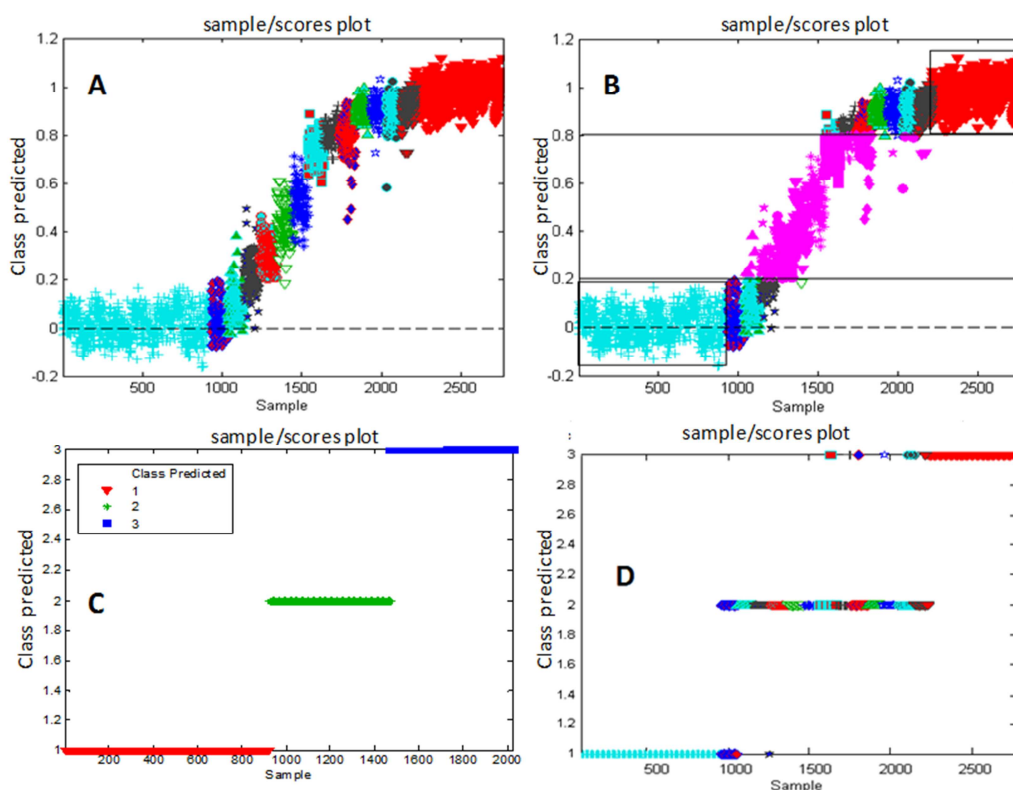 sample/scores plot
A
1.2
1
0.8
0.6
0.4
0.2
0
-0.2
Class predicted
500 1000 1500 2000 2500
Sample
sample/scores plot
B
1.2
1
0.8
0.6
0.4
0.2
0
-0.2
Class predicted
500 1000 1500 2000 2500
Sample
sample/scores plot
Class Predicted
1
2
3
C
3
2.8
2.6
2.4
2.2
2
1.8
1.6
1.4
1.2
1
Class predicted
200 400 600 800 1000 1200 1400 1600 1800 2000
Sample
sample/scores plot
D
3
2.8
2.6
2.4
2.2
2
1.8
1.6
1.4
1.2
1
Class predicted
500 1000 1500 2000 2500
Sample